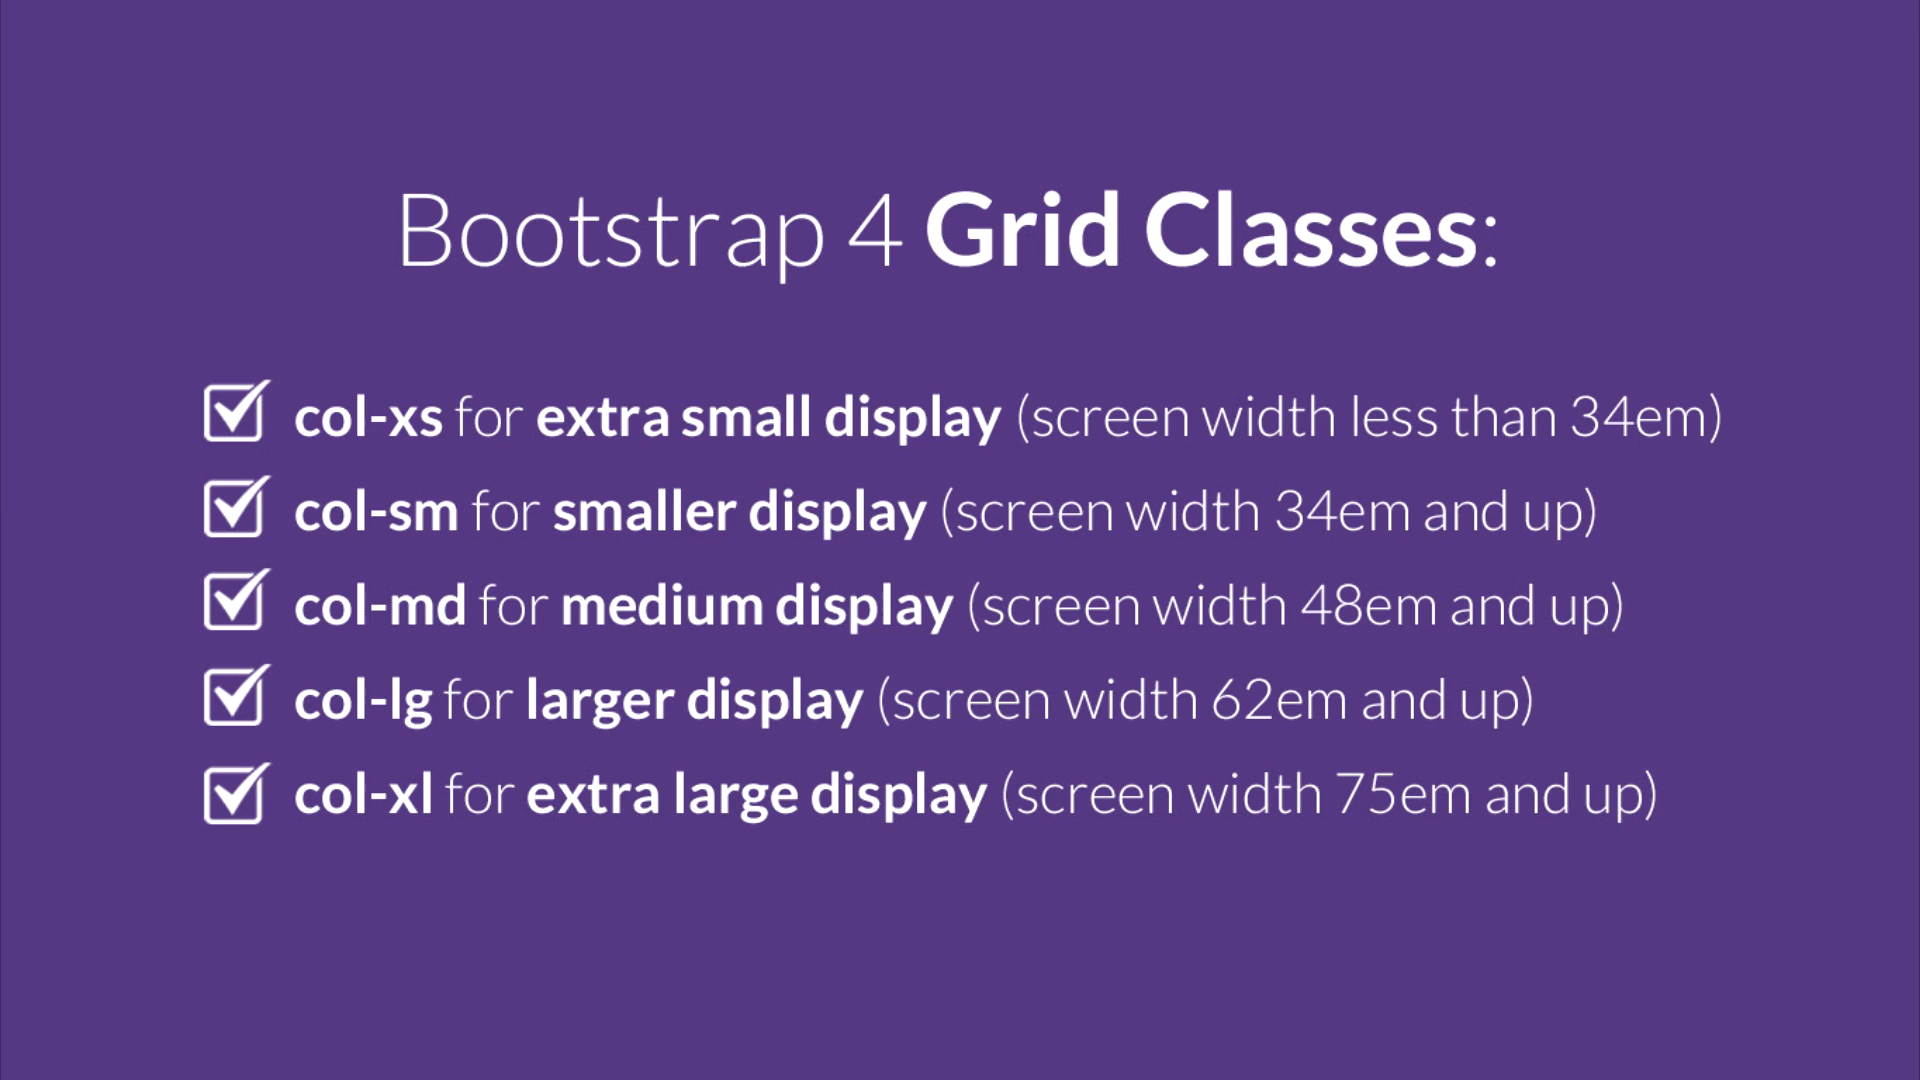 Bootstrap 4 Grid Classes:
col-xs for extra small display (screen width less than 34em)
col-sm for smaller display (screen width 34em and up)
col-md for medium display (screen width 48em and up)
col-lg for larger display (screen width 62em and up)
col-xl for extra large display (screen width 75em and up)